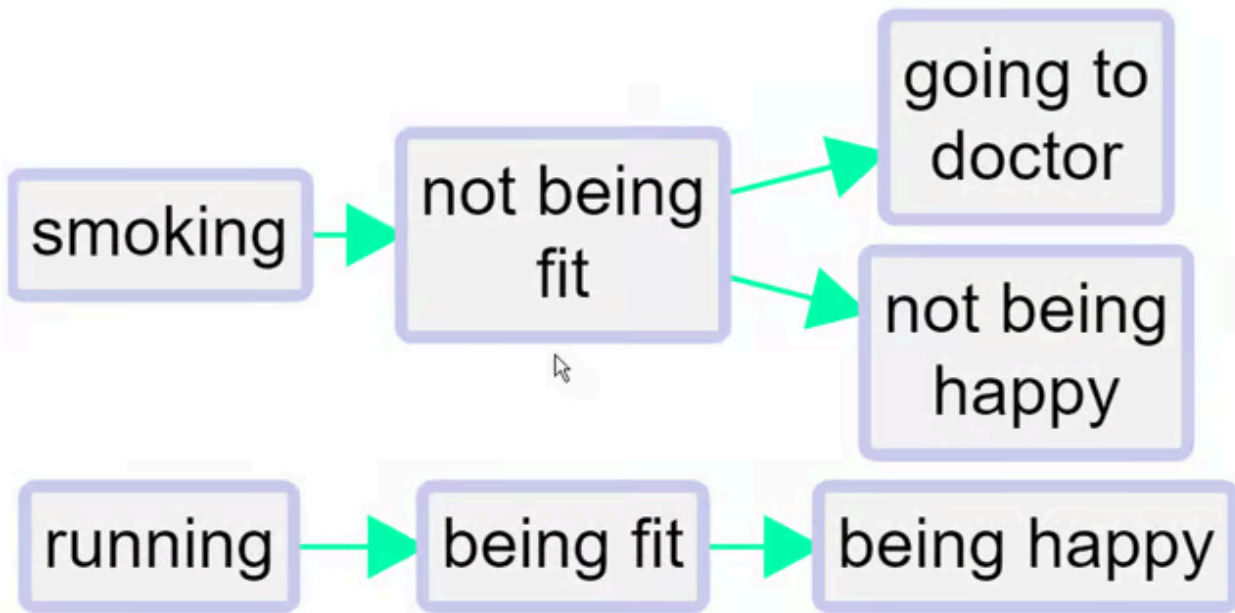 smoking
not being
fit
going to
doctor
not being
happy
running
being fit
being happy